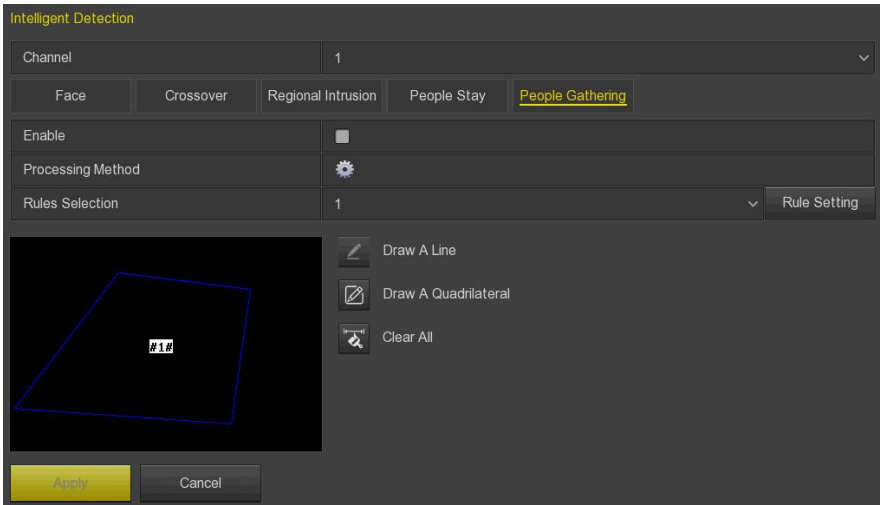 Intelligent Detection
Channel 1
Face Crossover Regional Intrusion People Stay People Gathering
Enable
Processing Method
Rules Selection 1 Rule Setting
Draw A Line
Draw A Quadrilateral
#1#
Clear All
Apply Cancel